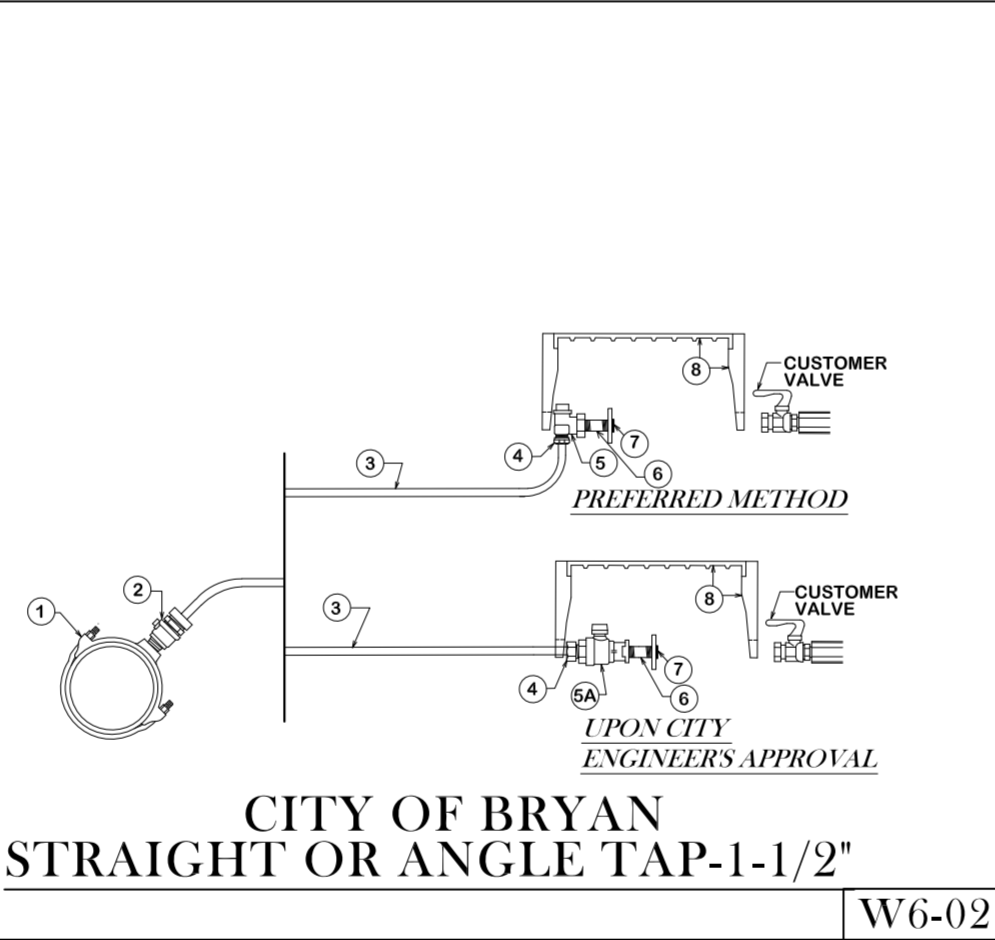 CUSTOMER
VALVE
8
3
4
5
7
6
PREFERRED METHOD
2
1
3
8
CUSTOMER
VALVE
4
5A
7
6
UPON CITY
ENGINEER'S APPROVAL
CITY OF BRYAN
STRAIGHT OR ANGLE TAP-1-1/2"
W6-02